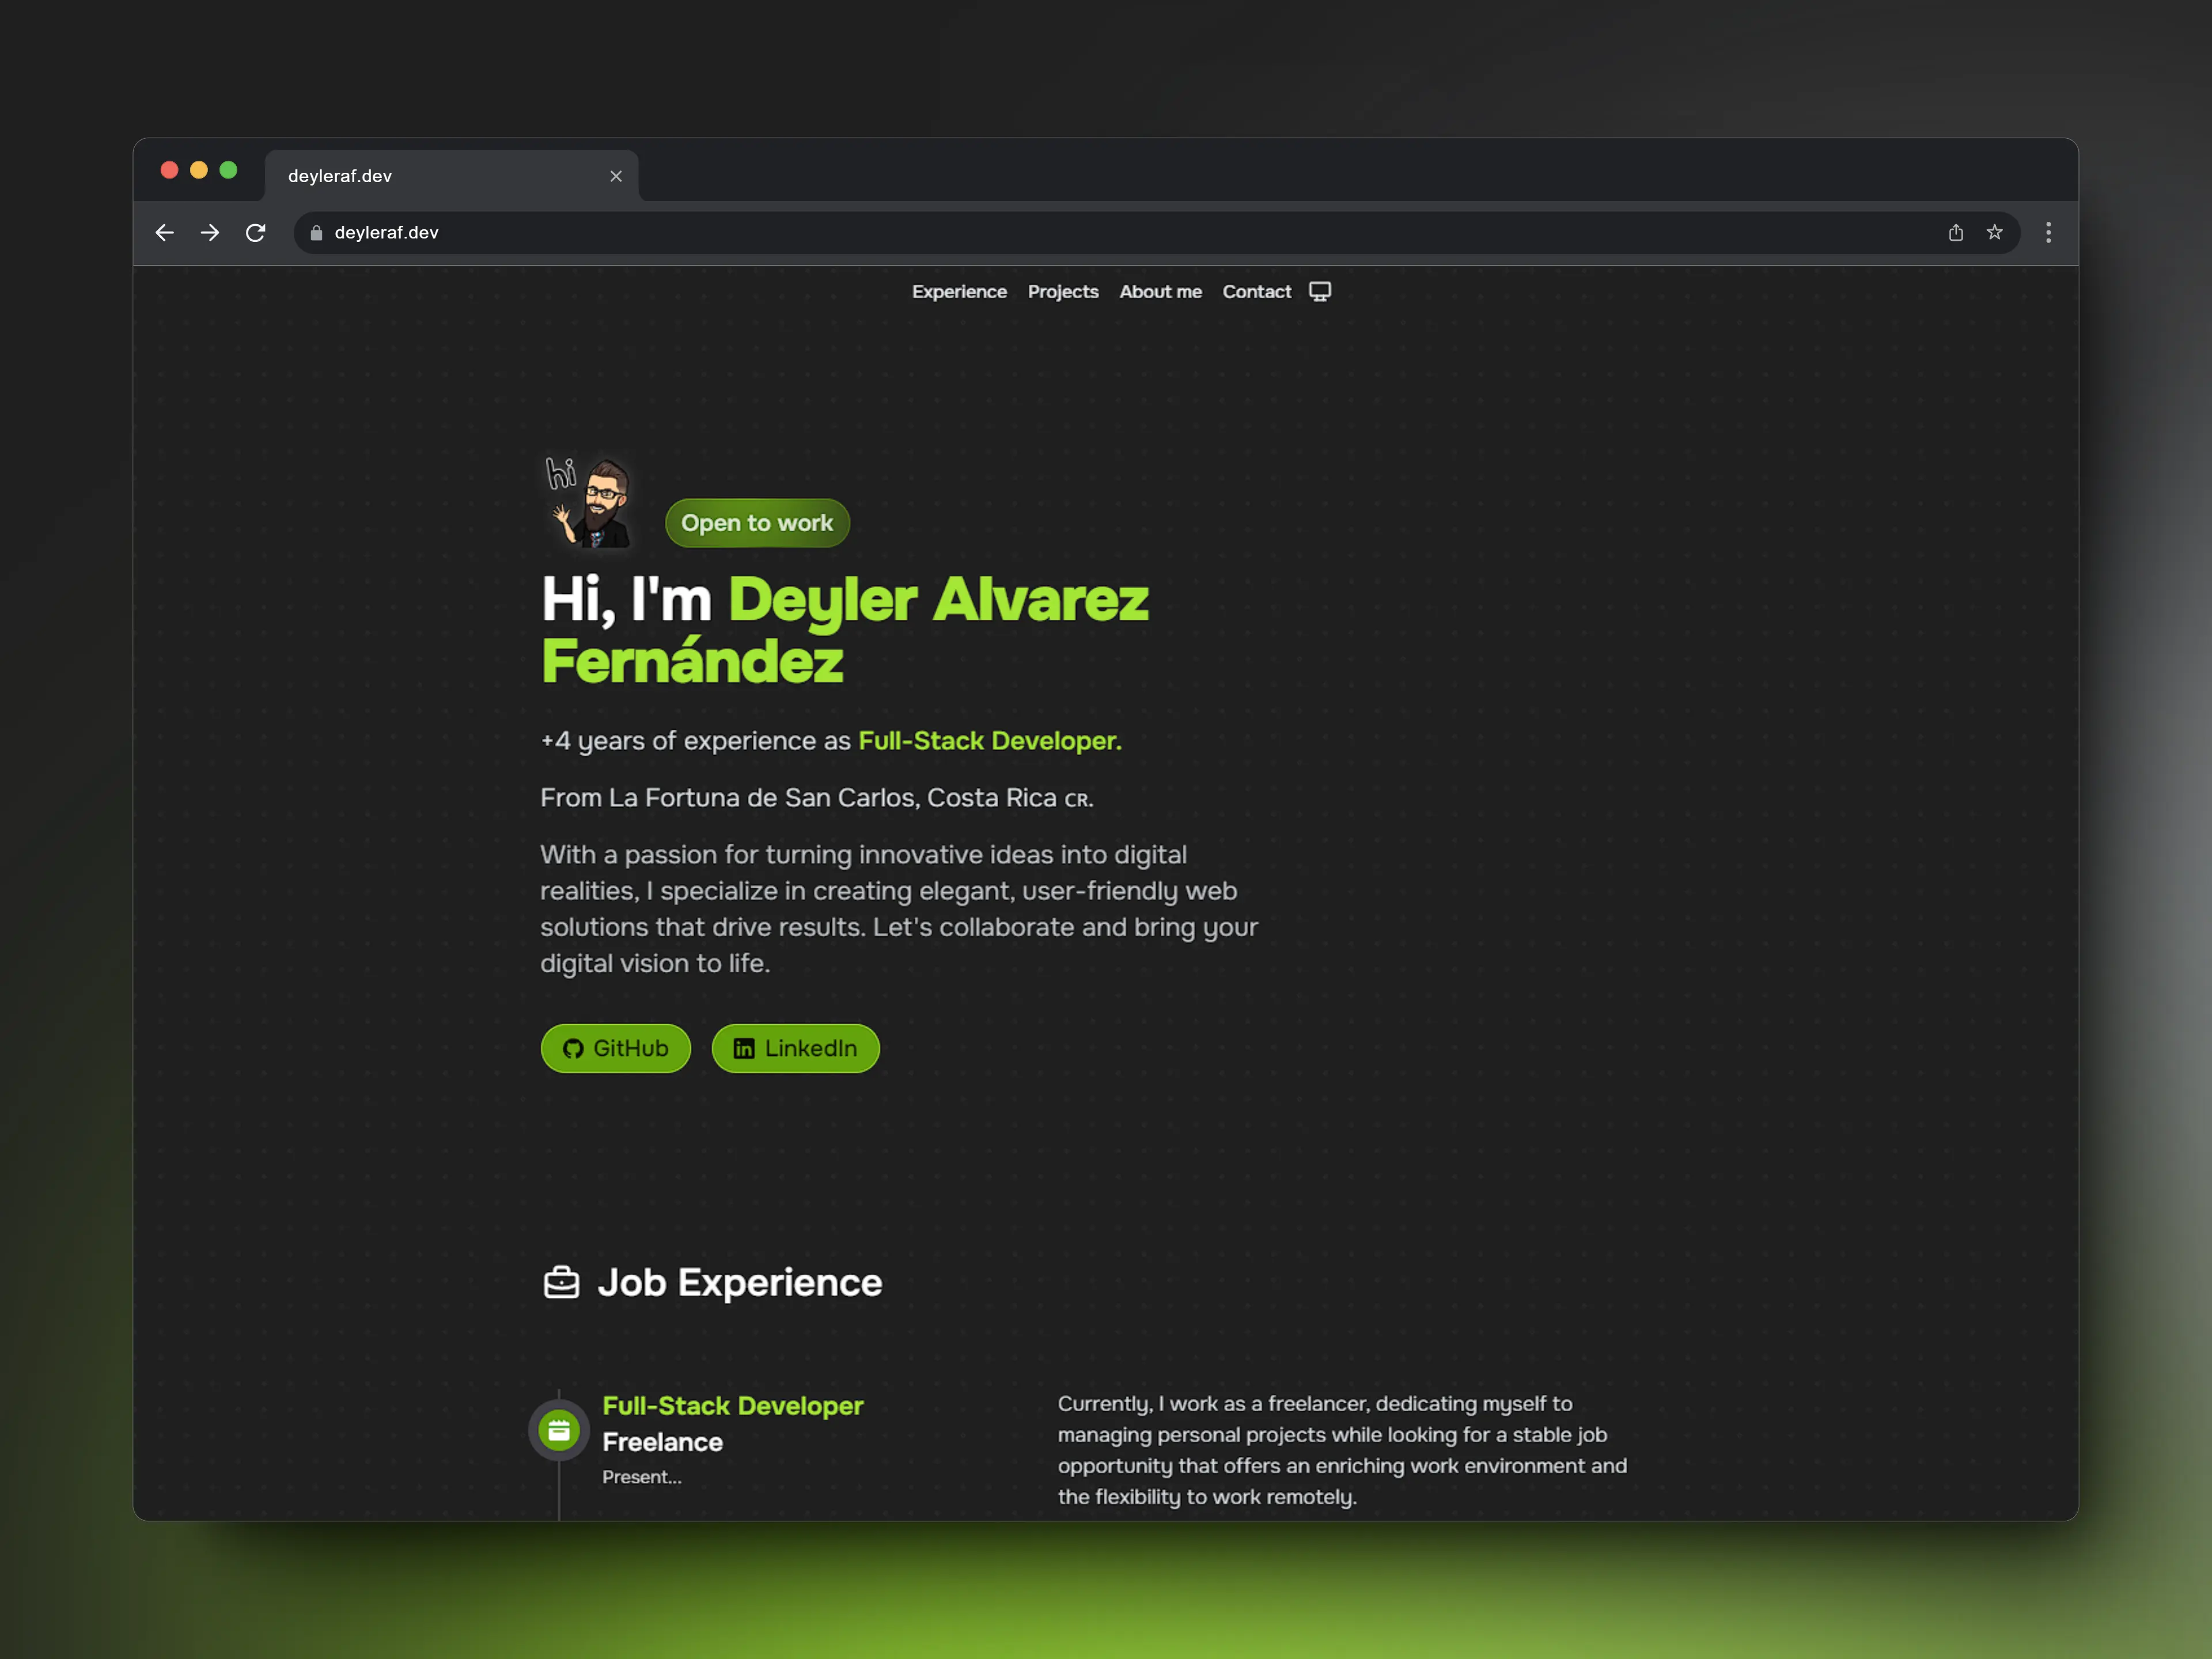 deyleraf.dev
deyleraf.dev
Experience Projects About me Contact
hi
Open to work
Hi, I'm Deyler Alvarez
Fernández
+4 years of experience as Full-Stack Developer.
From La Fortuna de San Carlos, Costa Rica CR.
With a passion for turning innovative ideas into digital
realities, I specialize in creating elegant, user-friendly web
solutions that drive results. Let's collaborate and bring your
digital vision to life.
GitHub LinkedIn
Job Experience
Full-Stack Developer
Freelance
Present...
Currently, I work as a freelancer, dedicating myself to
managing personal projects while looking for a stable job
opportunity that offers an enriching work environment and
the flexibility to work remotely.